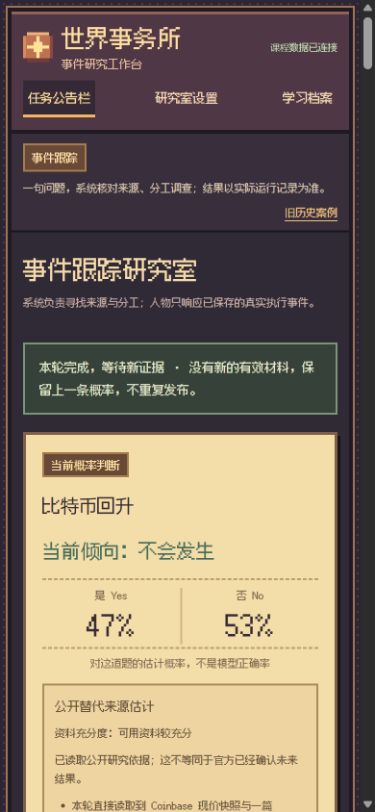 世界事务所
事件研究工作台
课程数据已连接
任务公告栏
研究室设置
学习档案
事件跟踪
一句问题，系统核对来源、分工调查；结果以实际运行记录为准。
旧历史案例
事件跟踪研究室
系统负责寻找来源与分工；人物只响应已保存的真实执行事件。
本轮完成，等待新证据 · 没有新的有效材料，保
留上一条概率，不重复发布。
当前概率判断
比特币回升
当前倾向：不会发生
是 Yes
否 No
47%
53%
对这道题的估计概率，不是模型正确率
公开替代来源估计
资料充分度：可用资料较充分
已读取公开研究依据；这不等同于官方已经确认未来
结果。
• 本轮直接读取到 Coinbase 现价快照与一篇